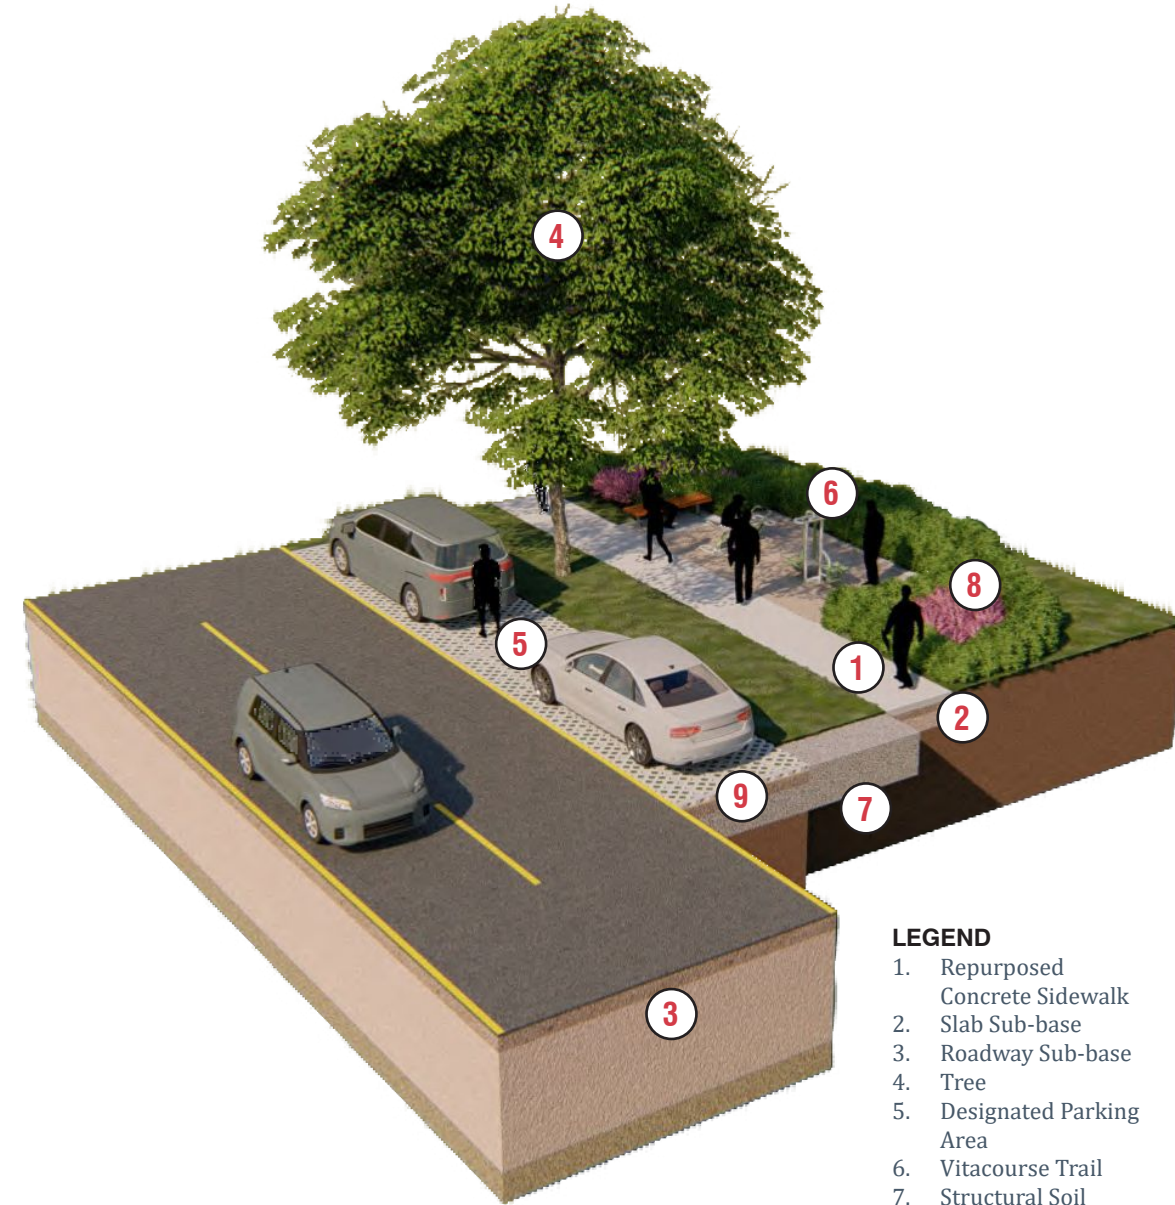 4
6
8
5
1
2
9
7
3
LEGEND
1. Repurposed
Concrete Sidewalk
2. Slab Sub-base
3. Roadway Sub-base
4. Tree
5. Designated Parking
Area
6. Vitacourse Trail
7. Structural Soil